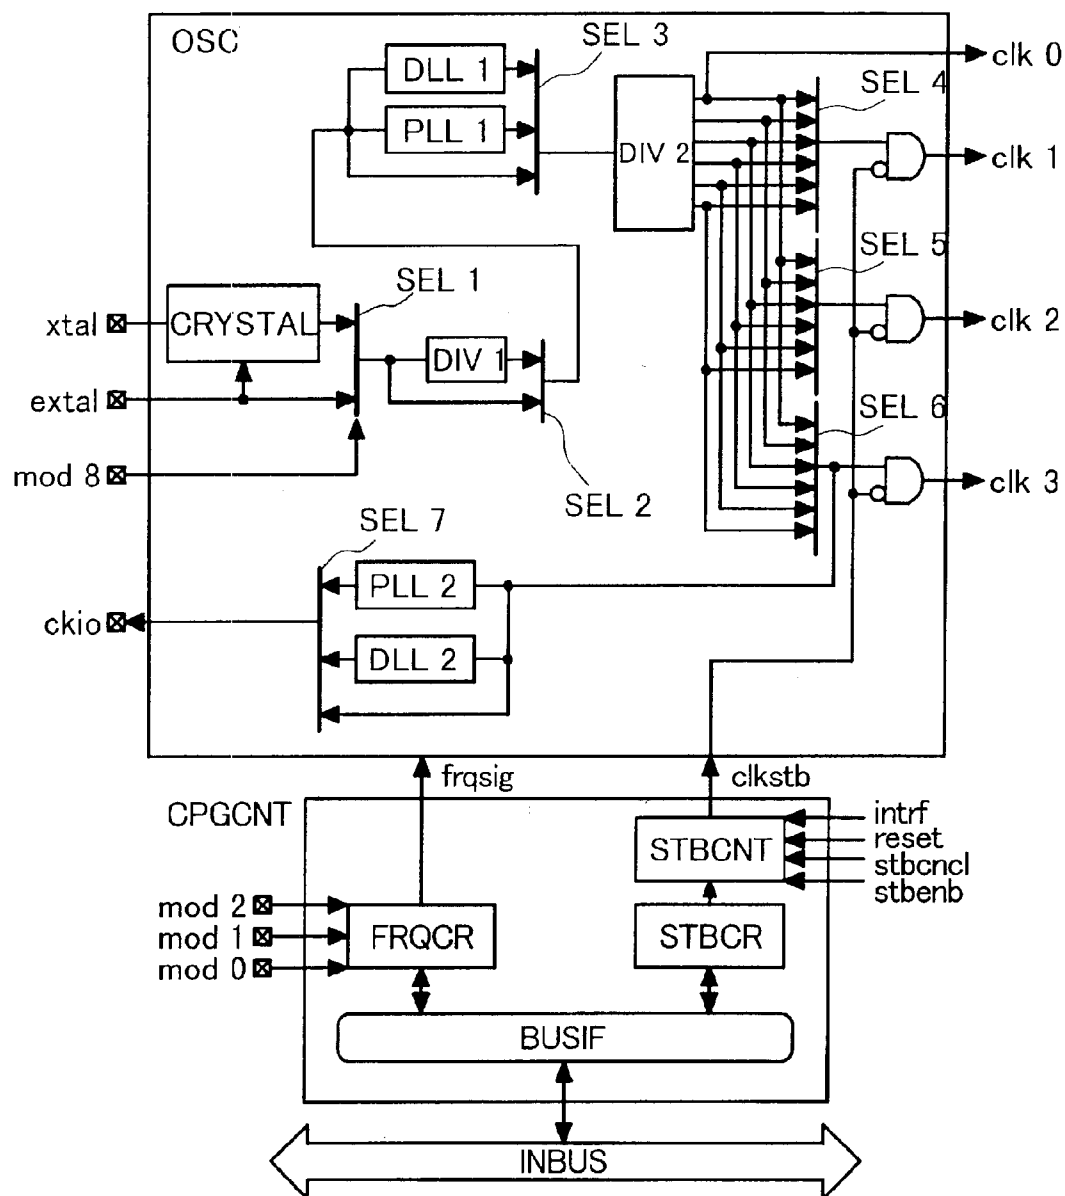 OSC
SEL 3
DLL 1
clk 0
SEL 4
PLL 1
DIV 2
clk 1
SEL 5
SEL 1
xtal
CRYSTAL
clk 2
DIV 1
extal
SEL 6
mod 8
clk 3
SEL 2
SEL 7
PLL 2
ckio
DLL 2
frqsig
clkstb
CPGCNT
intrf
STBCNT
reset
stbcncl
stbenb
mod 2
mod 1
FRQCR
STBCR
mod 0
BUSIF
INBUS